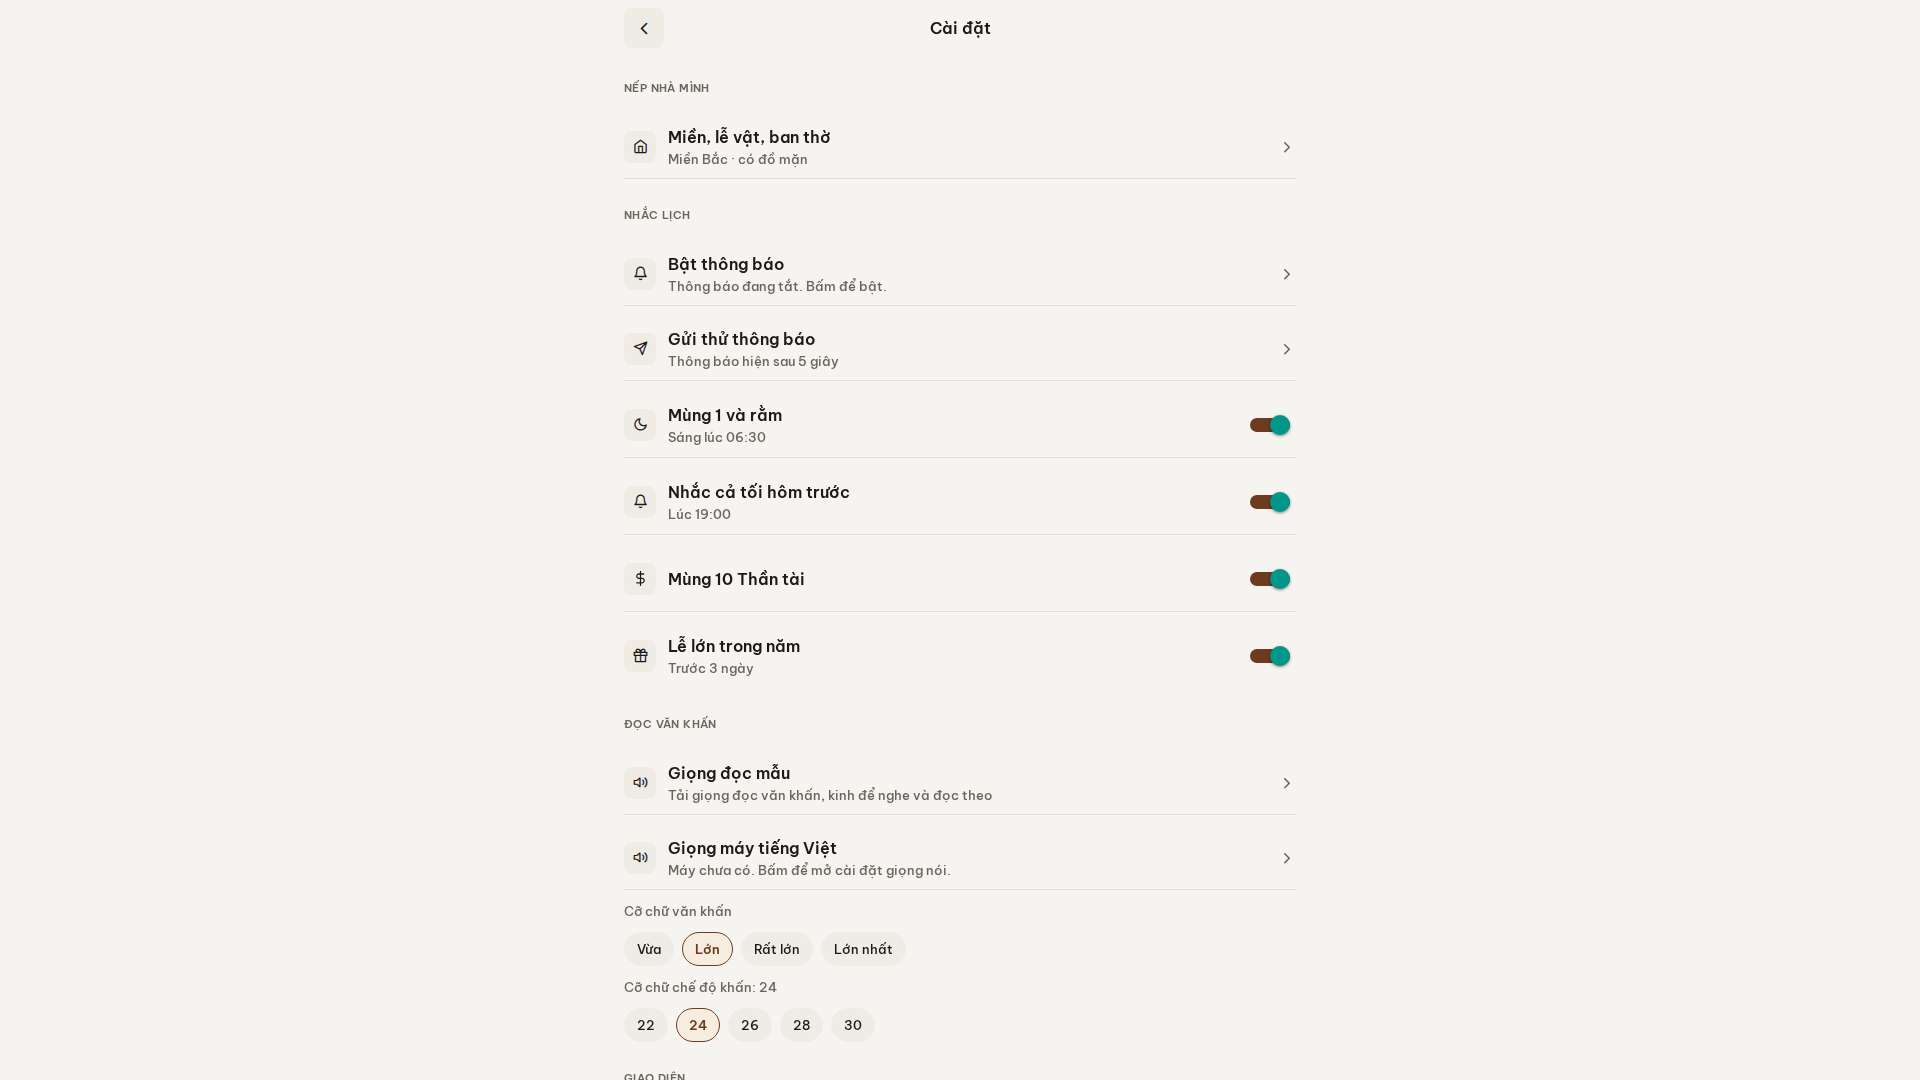 Cài đặt
NẾP NHÀ MÌNH
Miền, lễ vật, ban thờ
Miền Bắc · có đồ mặn
NHẮC LỊCH
Bật thông báo
Thông báo đang tắt. Bấm để bật.
Gửi thử thông báo
Thông báo hiện sau 5 giây
Mùng 1 và rằm
Sáng lúc 06:30
Nhắc cả tối hôm trước
Lúc 19:00
Mùng 10 Thần tài
Lễ lớn trong năm
Trước 3 ngày
ĐỌC VĂN KHẤN
Giọng đọc mẫu
Tải giọng đọc văn khấn, kinh để nghe và đọc theo
Giọng máy tiếng Việt
Máy chưa có. Bấm để mở cài đặt giọng nói.
Cỡ chữ văn khấn
Vừa Lớn Rất lớn Lớn nhất
Cỡ chữ chế độ khấn: 24
22 24 26 28 30
GIAO DIỆN